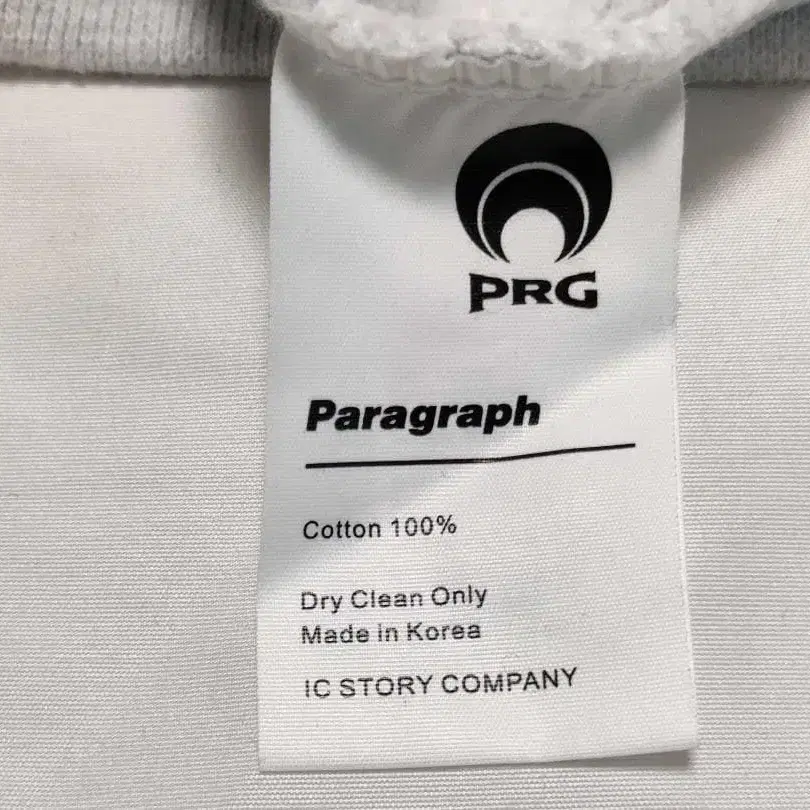 PRG
Paragraph
Cotton 100%
Dry Clean Only
Made in Korea
IC STORY COMPANY